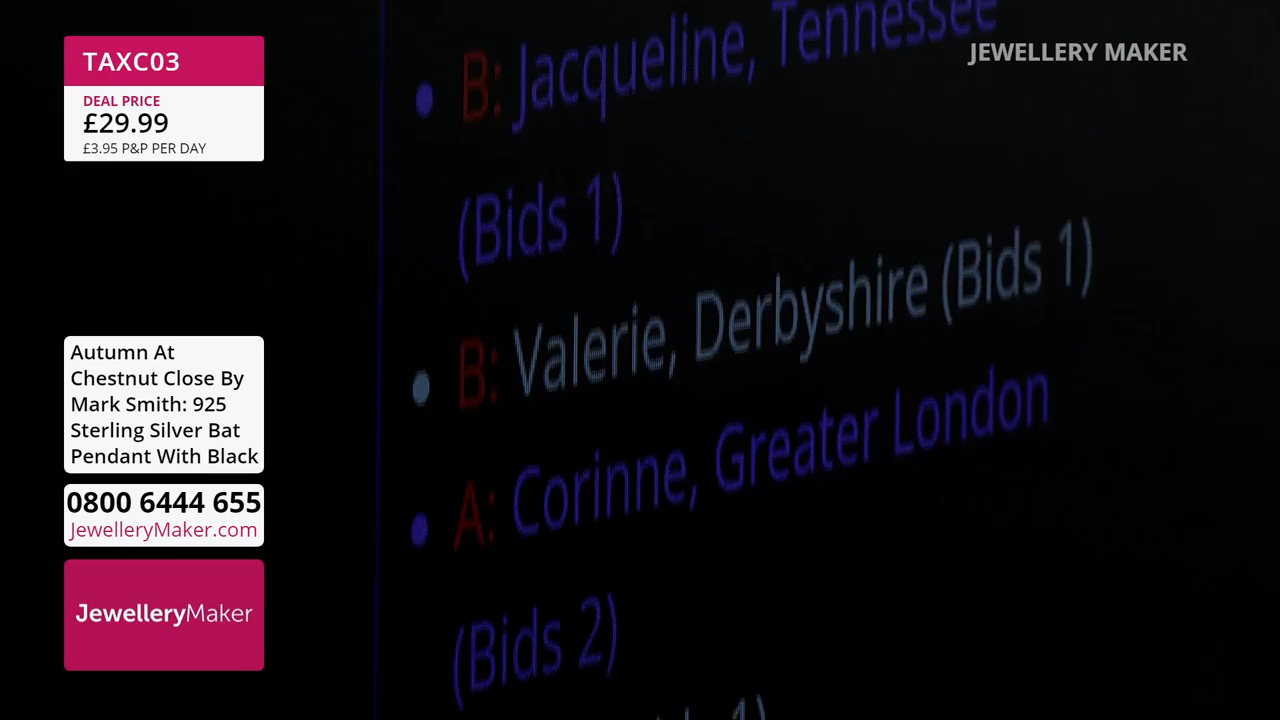 TAXC03
DEAL PRICE
£29.99
£3.95 P&P PER DAY
Autumn At
Chestnut Close By
Mark Smith: 925
Sterling Silver Bat
Pendant With Black
0800 6444 655
JewelleryMaker.com
JewelleryMaker
JEWELLERY MAKER
• B: Jacqueline, Tennessee
(Bids 1)
• B: Valerie, Derbyshire (Bids 1)
• A: Corinne, Greater London
(Bids 2)